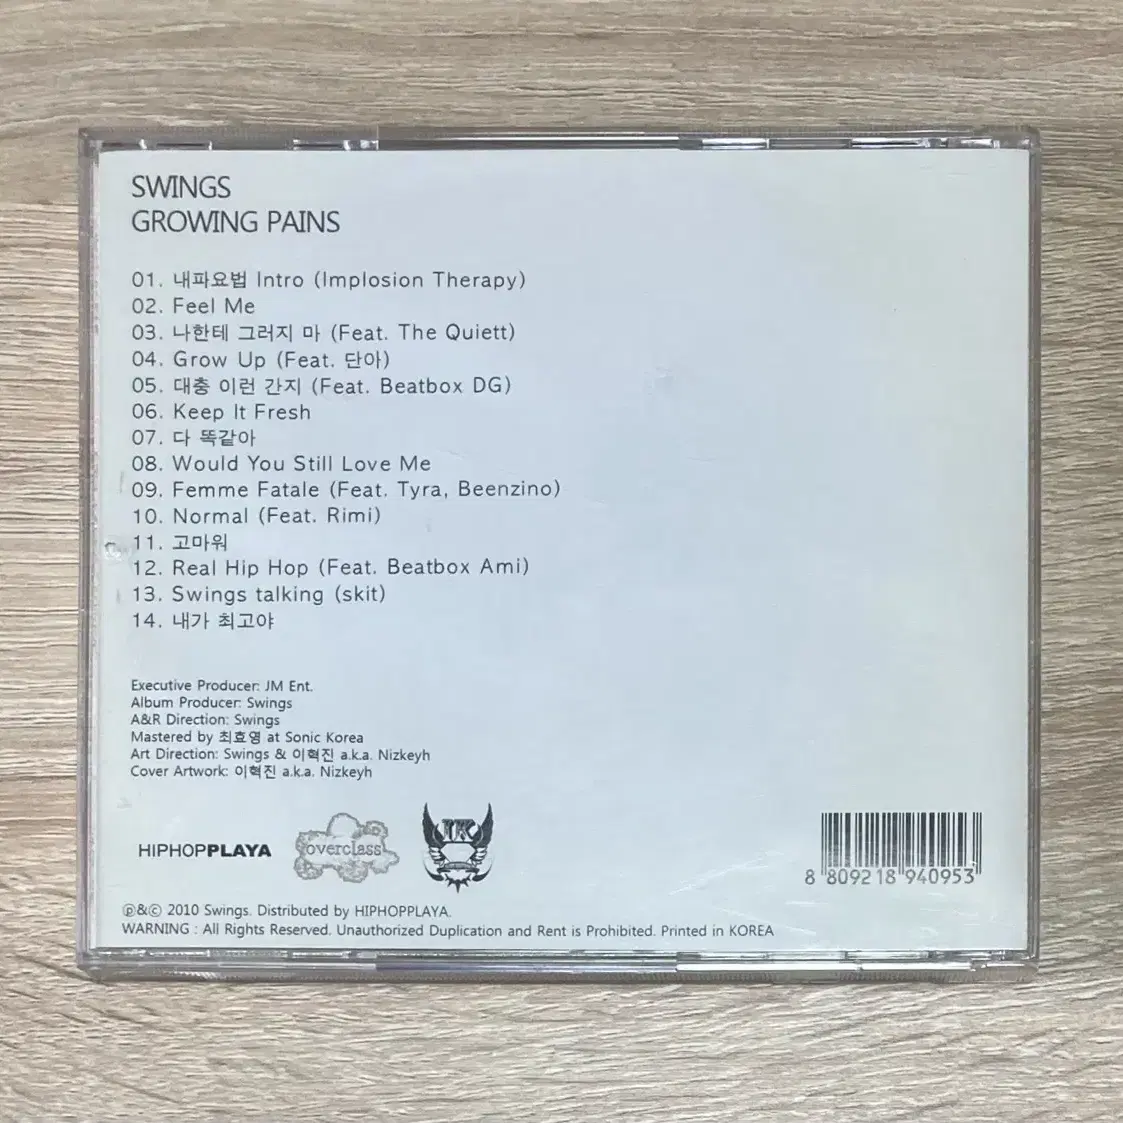 SWINGS
GROWING PAINS
01. 내파요법 Intro (Implosion Therapy)
02. Feel Me
03. 나한테 그러지 마 (Feat. The Quiett)
04. Grow Up (Feat. 단아)
05. 대충 이런 간지 (Feat. Beatbox DG)
06. Keep It Fresh
07. 다 똑같아
08. Would You Still Love Me
09. Femme Fatale (Feat. Tyra, Beenzino)
10. Normal (Feat. Rimi)
11. 고마워
12. Real Hip Hop (Feat. Beatbox Ami)
13. Swings talking (skit)
14. 내가 최고야
Executive Producer: JM Ent.
Album Producer: Swings
A&R Direction: Swings
Mastered by 최효영 at Sonic Korea
Art Direction: Swings & 이혁진 a.k.a. Nizkeyh
Cover Artwork: 이혁진 a.k.a. Nizkeyh
HIPHOPPLAYA
overclass
8 809218 940953
℗&© 2010 Swings. Distributed by HIPHOPPLAYA.
WARNING : All Rights Reserved. Unauthorized Duplication and Rent is Prohibited. Printed in KOREA